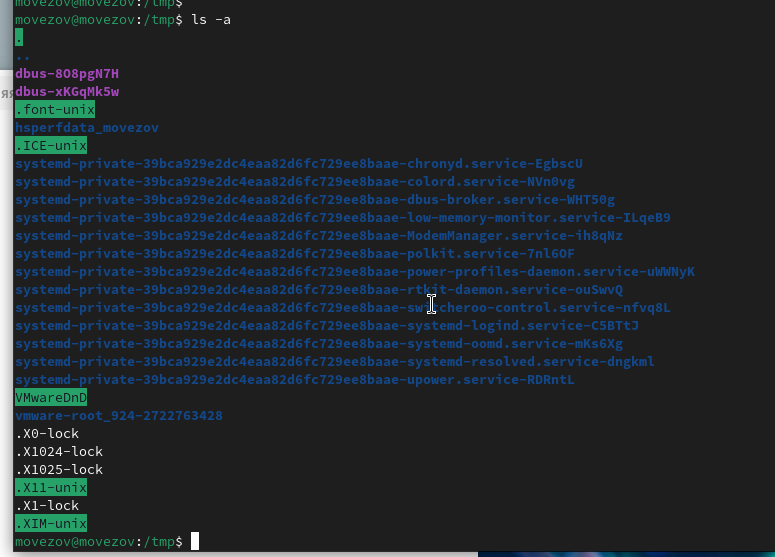 movezov@movezov:/tmp$
movezov@movezov:/tmp$ ls -a
.
..
dbus-8O8pgN7H
dbus-xKGqMk5w
.font-unix
hsperfdata_movezov
.ICE-unix
systemd-private-39bca929e2dc4eaa82d6fc729ee8baae-chronyd.service-EgbscU
systemd-private-39bca929e2dc4eaa82d6fc729ee8baae-colord.service-NVn0vg
systemd-private-39bca929e2dc4eaa82d6fc729ee8baae-dbus-broker.service-WHT50g
systemd-private-39bca929e2dc4eaa82d6fc729ee8baae-low-memory-monitor.service-ILqeB9
systemd-private-39bca929e2dc4eaa82d6fc729ee8baae-ModemManager.service-ih8qNz
systemd-private-39bca929e2dc4eaa82d6fc729ee8baae-polkit.service-7nl6OF
systemd-private-39bca929e2dc4eaa82d6fc729ee8baae-power-profiles-daemon.service-uWWNyK
systemd-private-39bca929e2dc4eaa82d6fc729ee8baae-rtkit-daemon.service-ouSwvQ
systemd-private-39bca929e2dc4eaa82d6fc729ee8baae-switcheroo-control.service-nfvq8L
systemd-private-39bca929e2dc4eaa82d6fc729ee8baae-systemd-logind.service-C5BTtJ
systemd-private-39bca929e2dc4eaa82d6fc729ee8baae-systemd-oomd.service-mKs6Xg
systemd-private-39bca929e2dc4eaa82d6fc729ee8baae-systemd-resolved.service-dngkml
systemd-private-39bca929e2dc4eaa82d6fc729ee8baae-upower.service-RDRntL
VMwareDnD
vmware-root_924-2722763428
.X0-lock
.X1024-lock
.X1025-lock
.X11-unix
.X1-lock
.XIM-unix
movezov@movezov:/tmp$